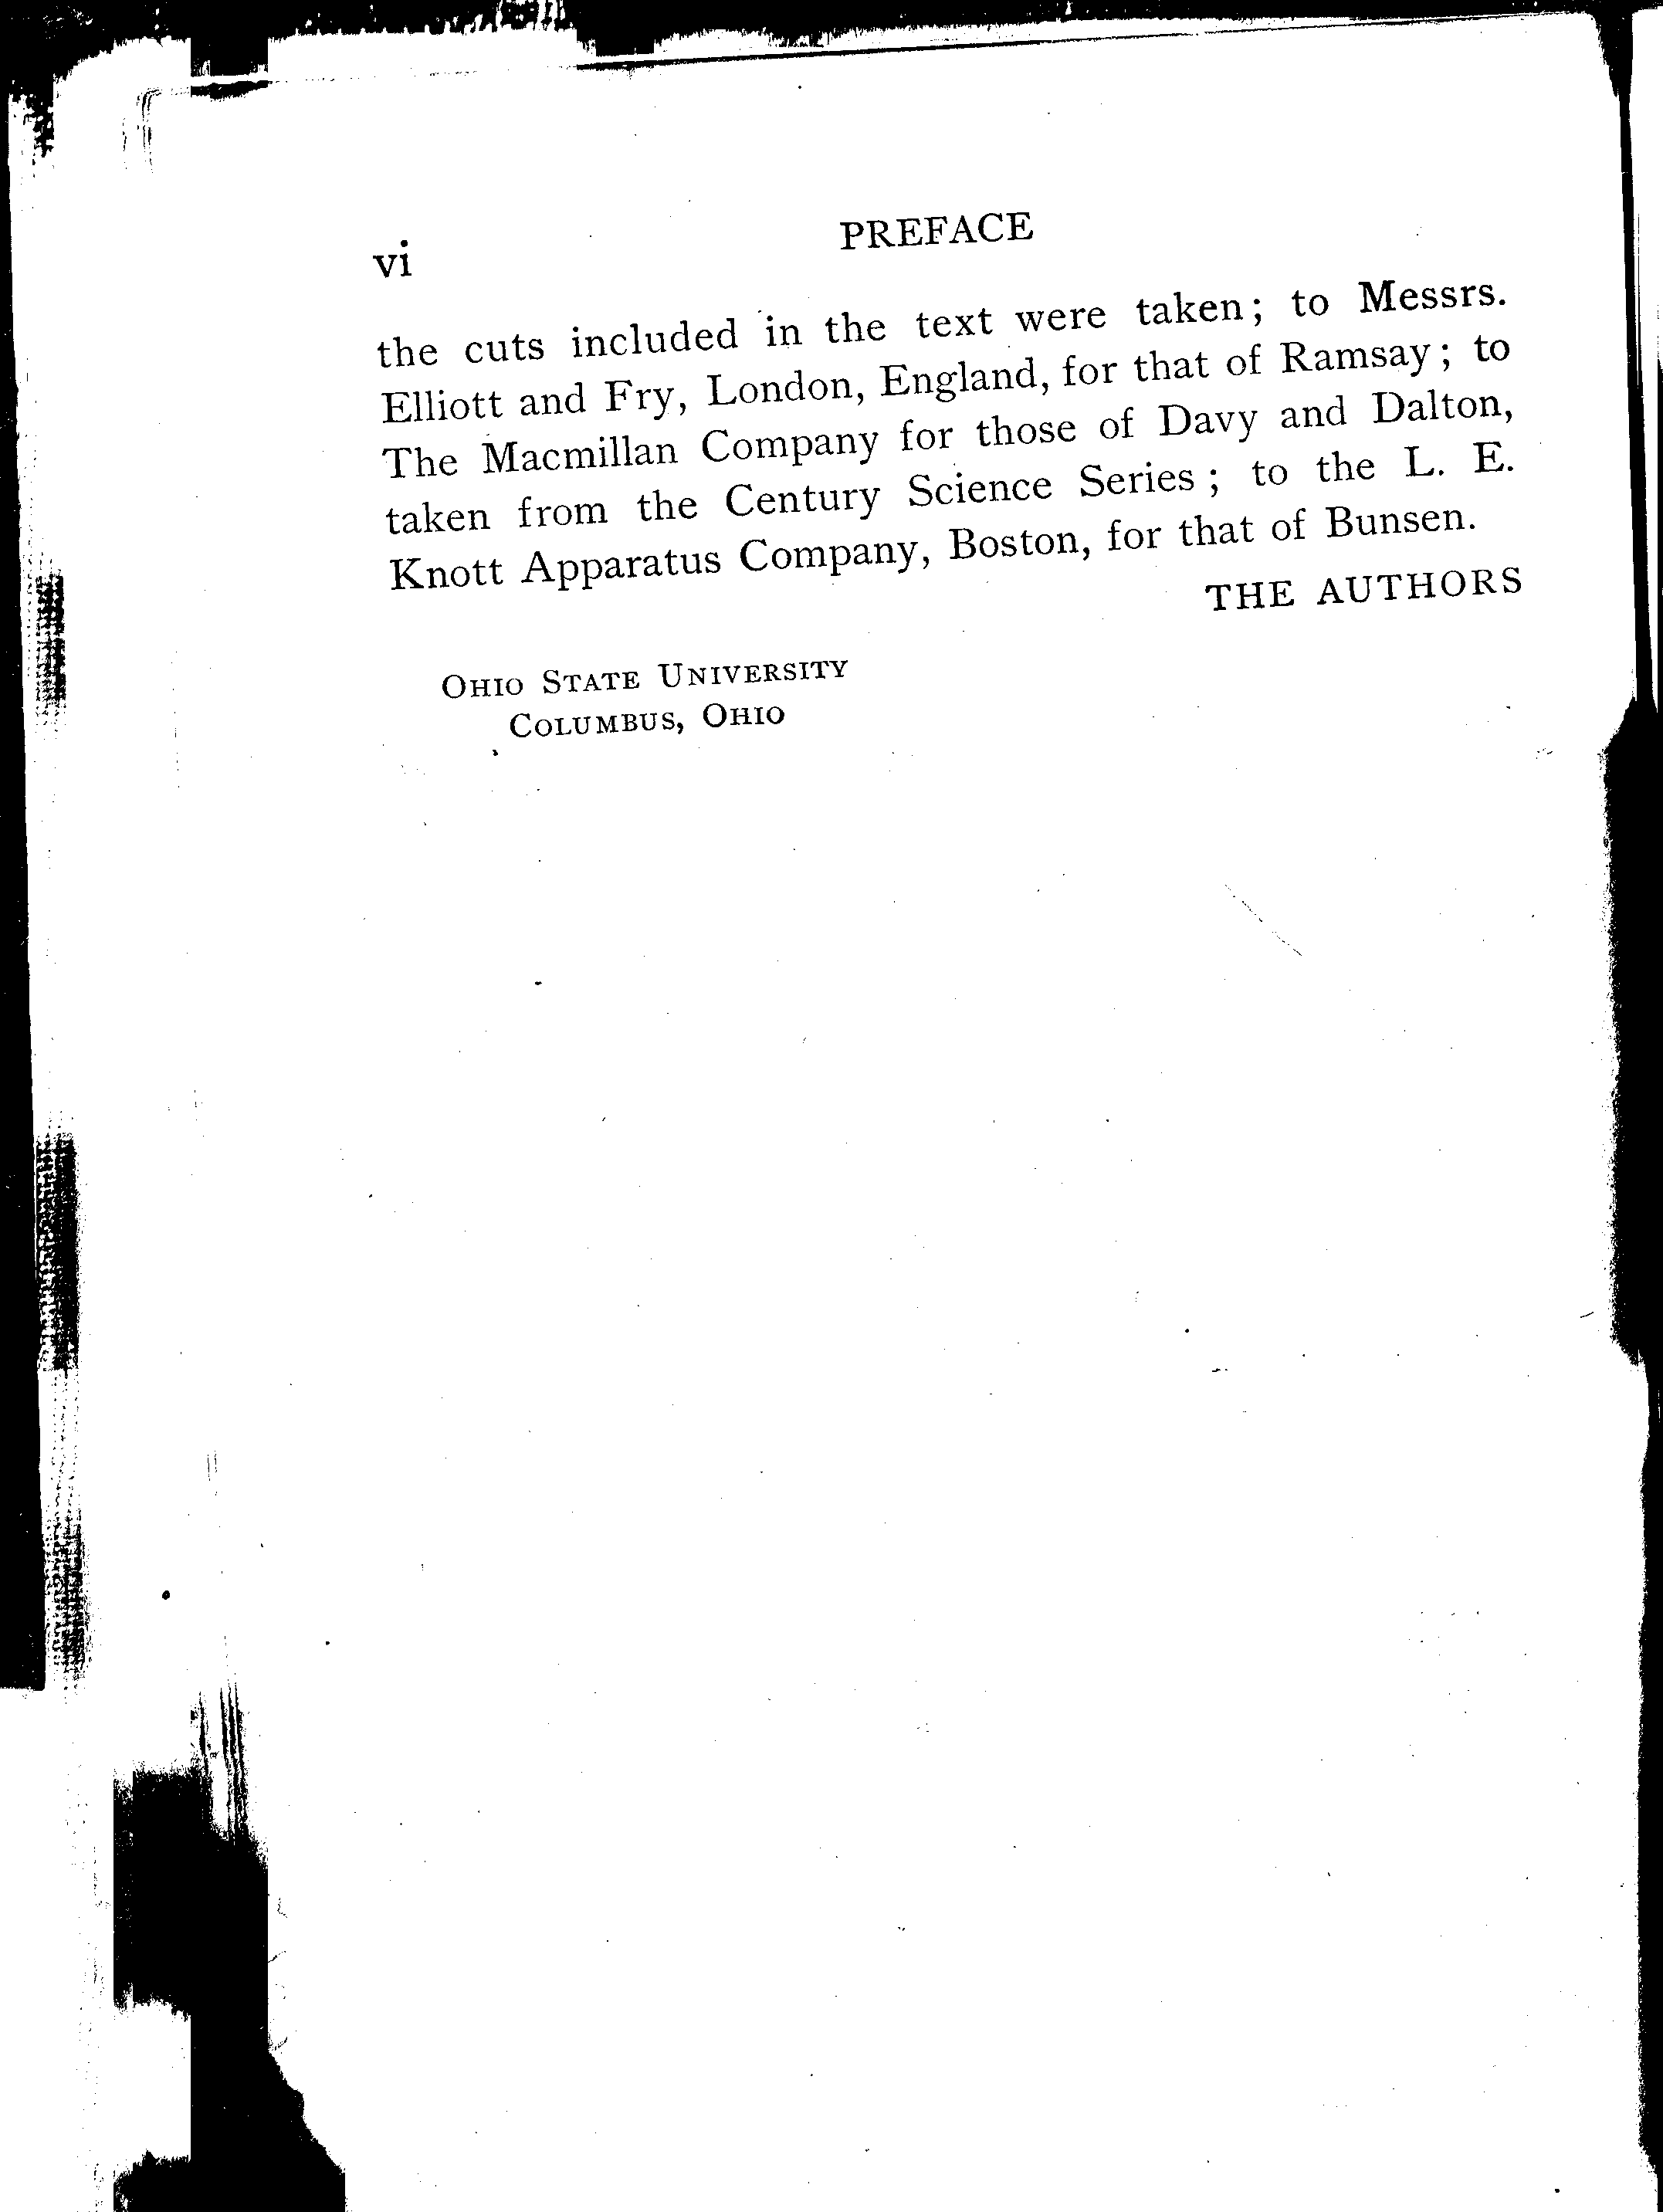 vi
PREFACE
the cuts included in the text were taken; to Messrs.
Elliott and Fry, London, England, for that of Ramsay; to
The Macmillan Company for those of Davy and Dalton,
taken from the Century Science Series; to the L. E.
Knott Apparatus Company, Boston, for that of Bunsen.
THE AUTHORS
OHIO STATE UNIVERSITY
COLUMBUS, OHIO